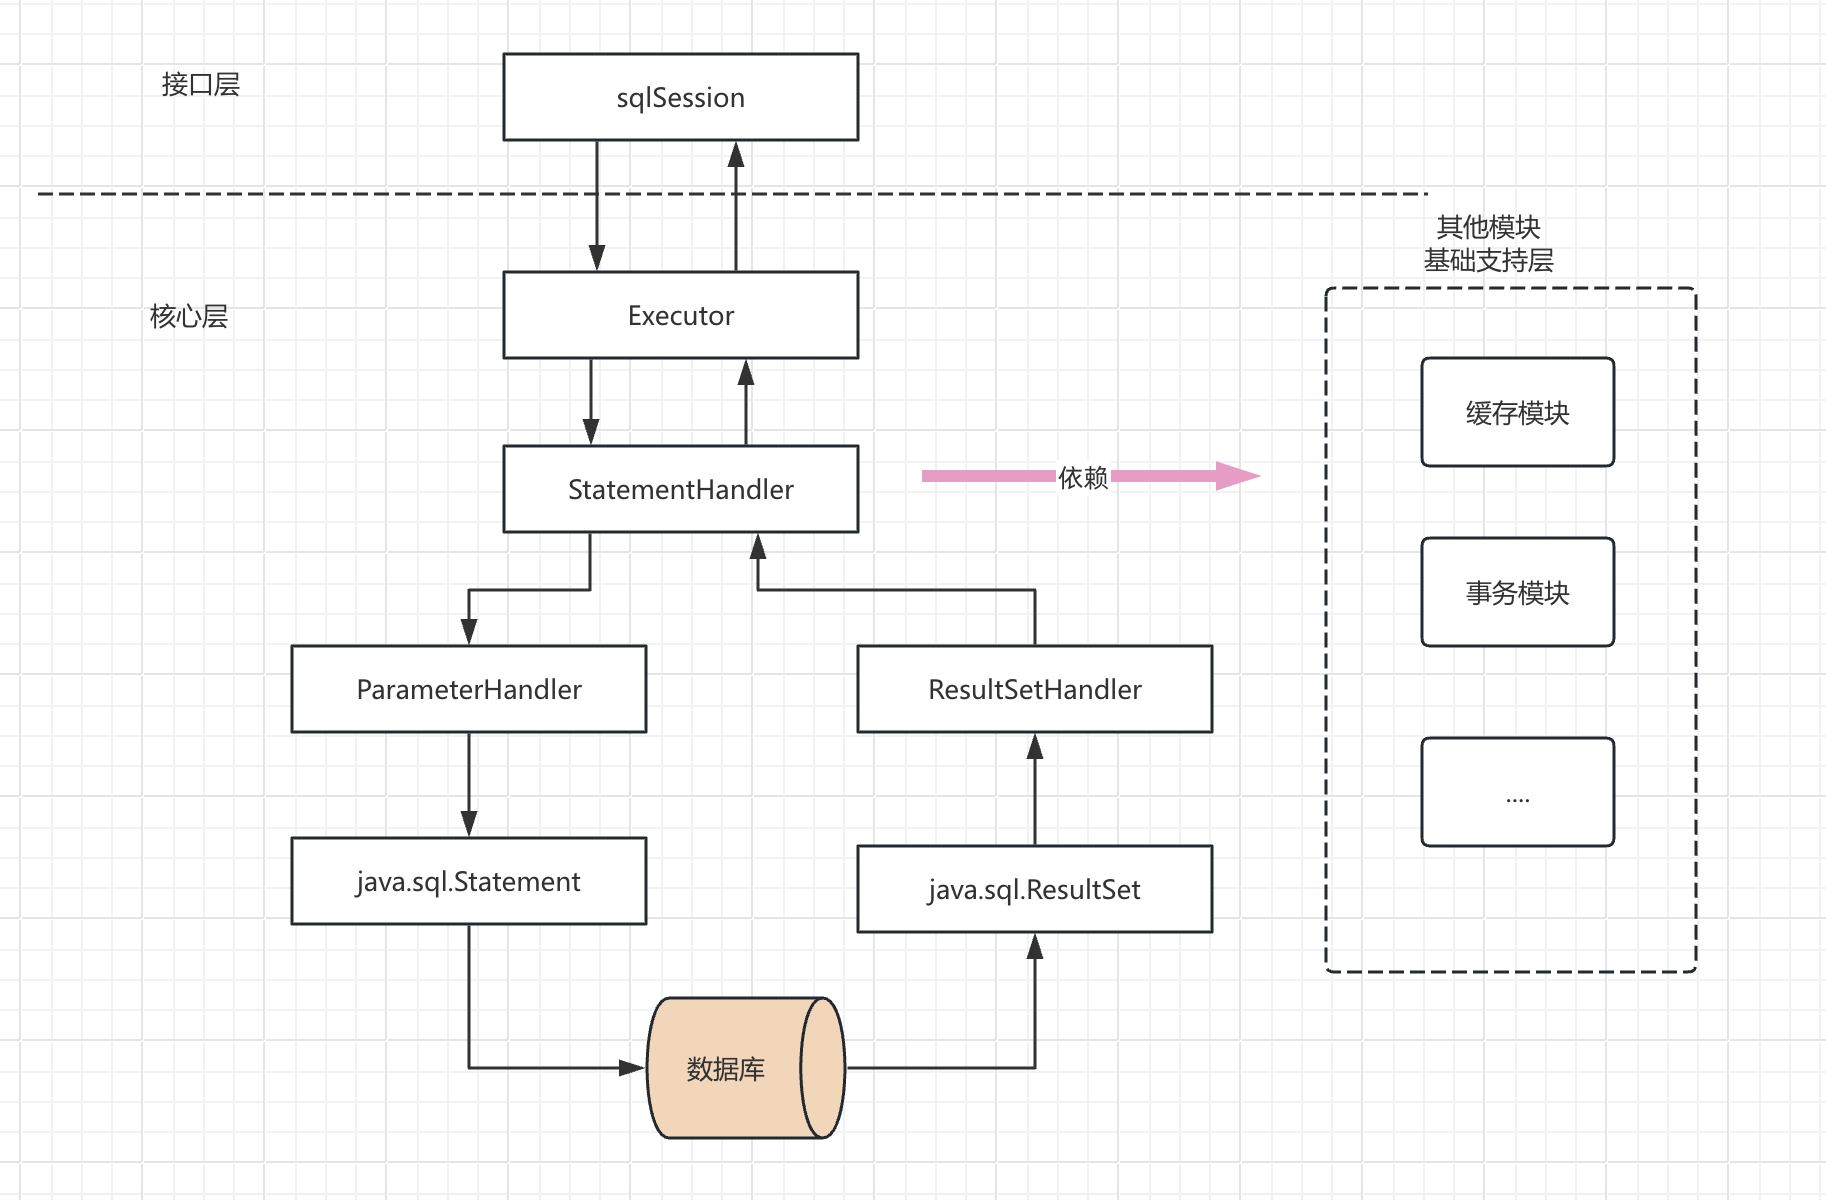 接口层
sqlSession
其他模块
基础支持层
核心层
Executor
缓存模块
StatementHandler
依赖
事务模块
ParameterHandler
ResultSetHandler
....
java.sql.Statement
java.sql.ResultSet
数据库